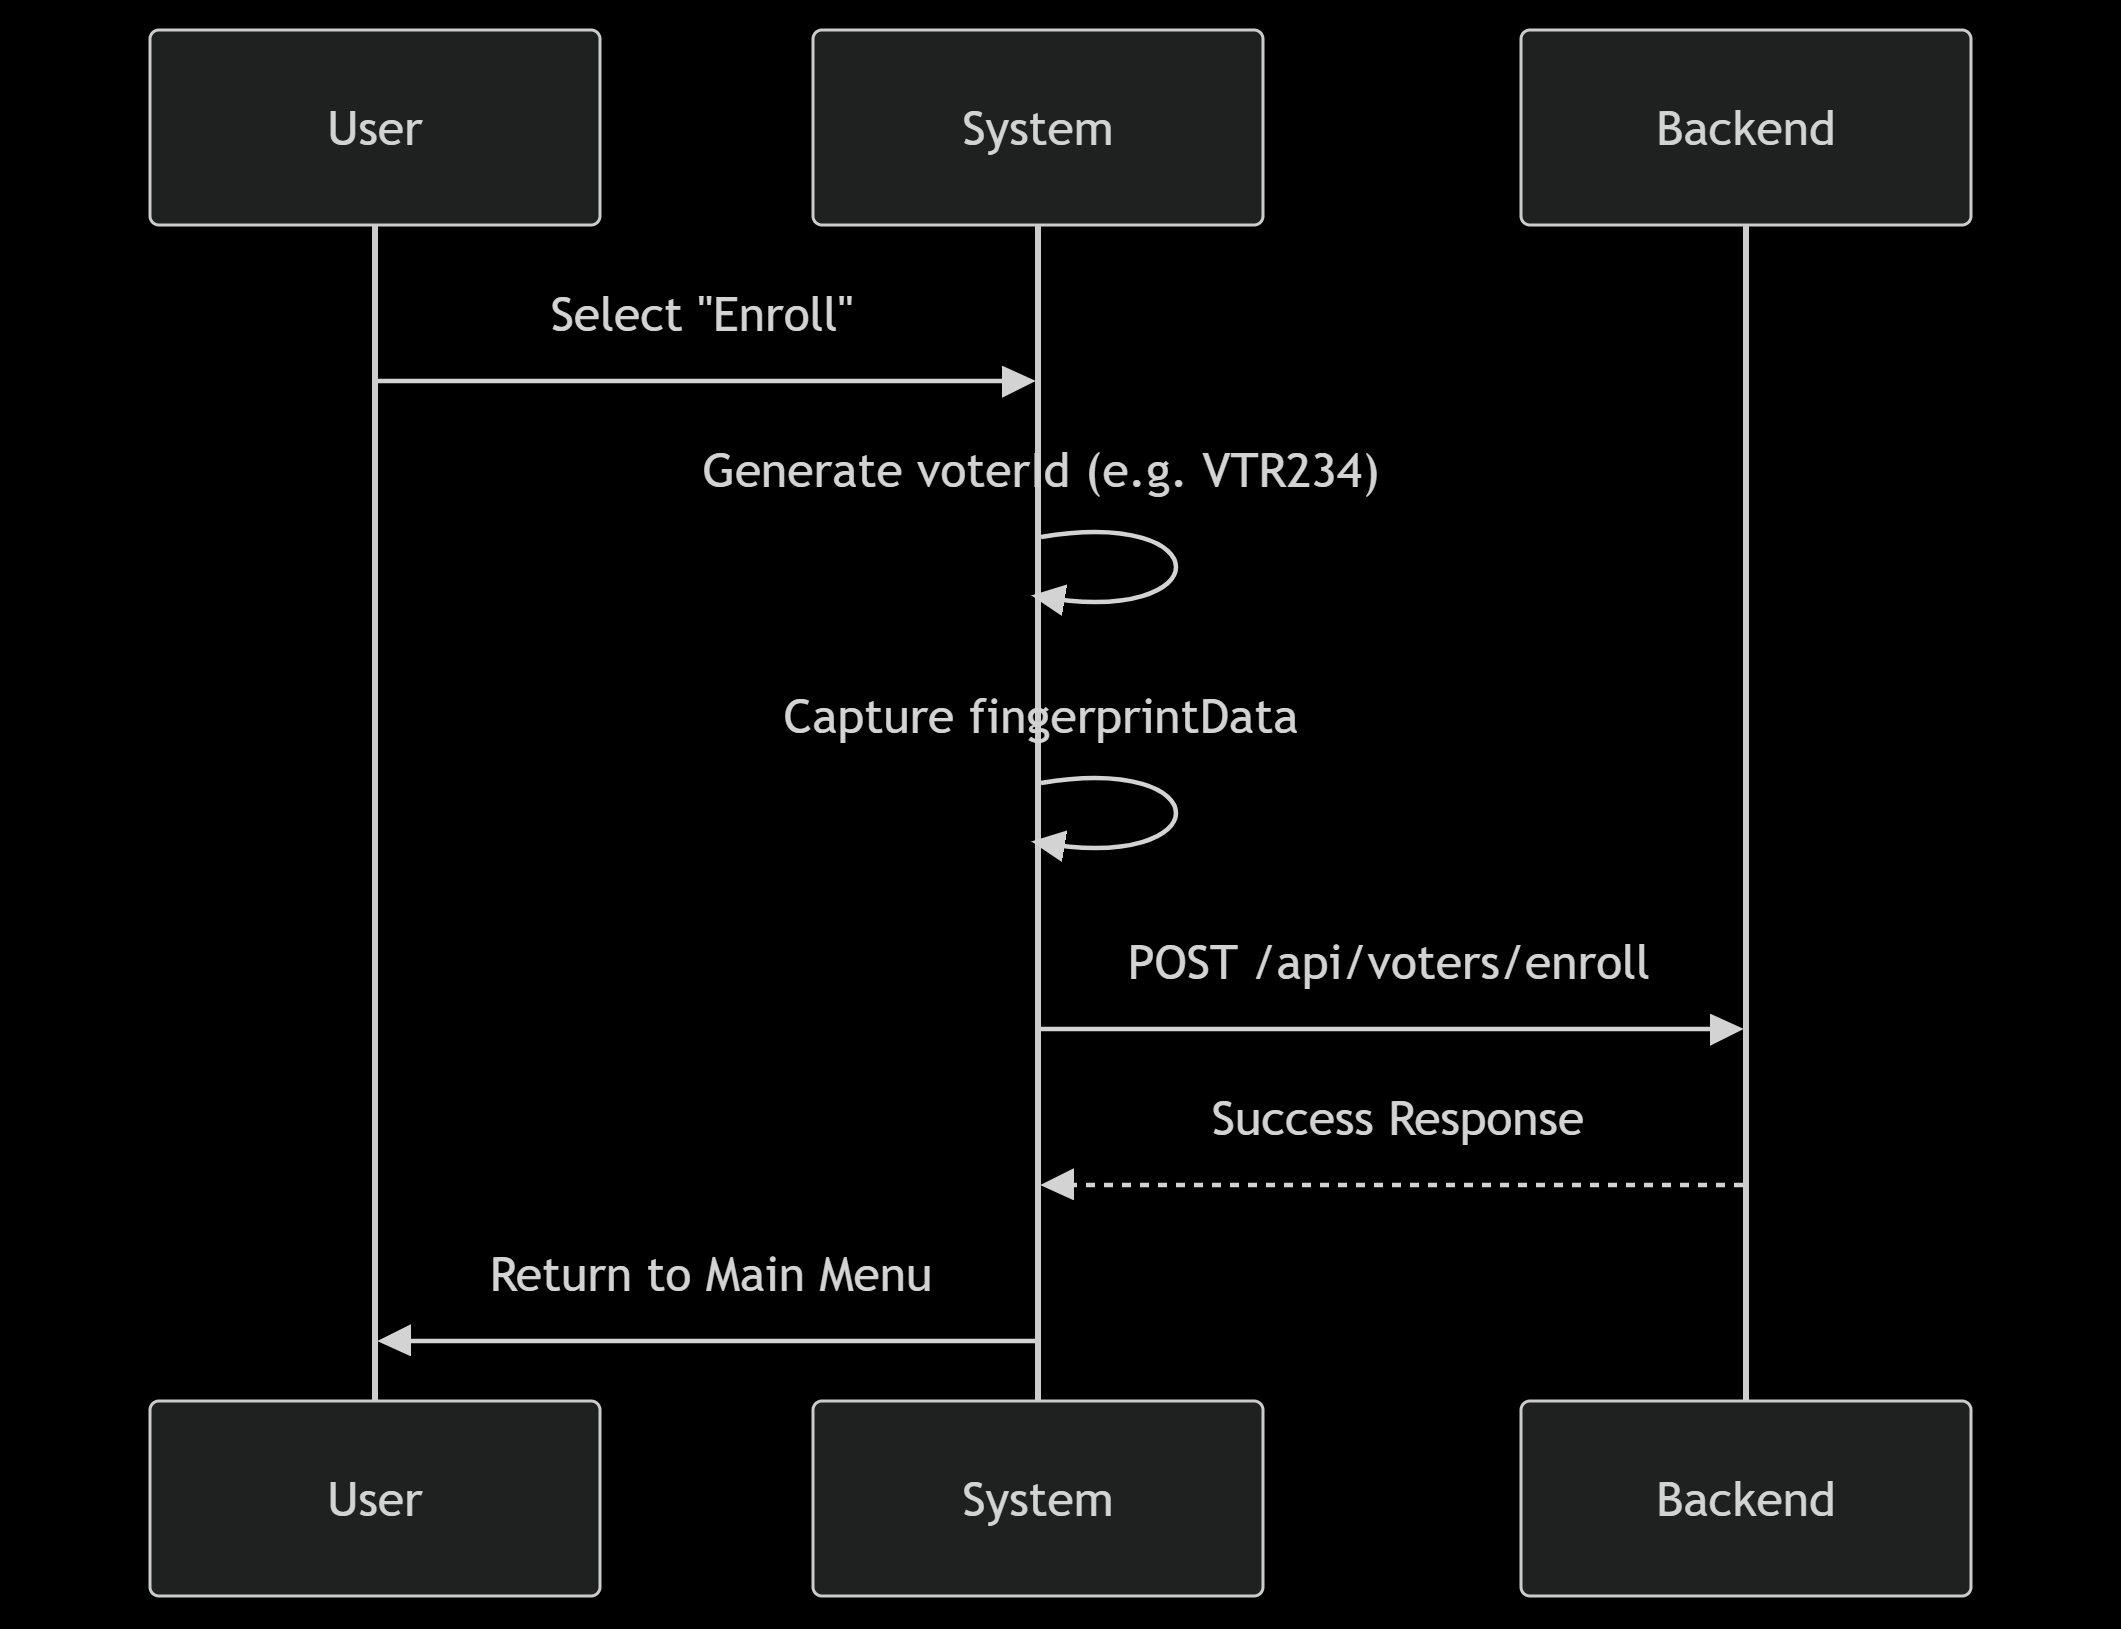 User
System
Backend
Select "Enroll"
Generate voterId (e.g. VTR234)
Capture fingerprintData
POST /api/voters/enroll
Success Response
Return to Main Menu
User
System
Backend